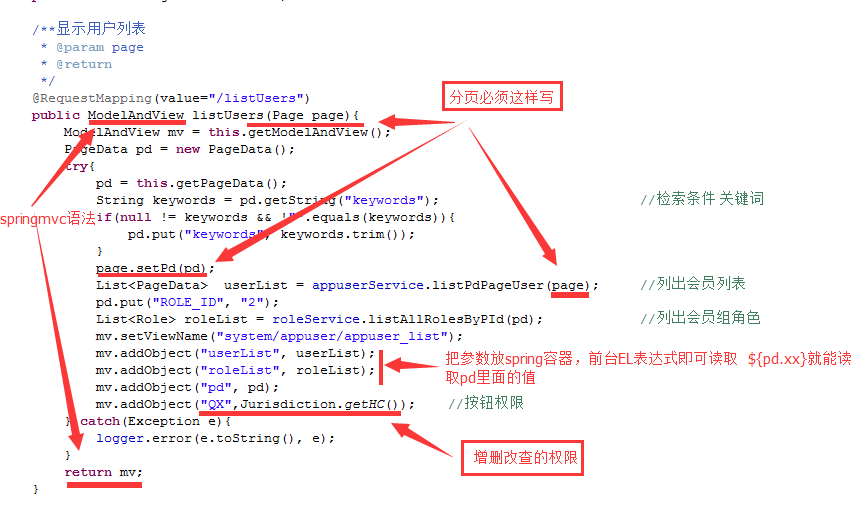 /**显示用户列表
* @param page
* @return
*/
@RequestMapping(value="/listUsers")
分页必须这样写
public ModelAndView listUsers(Page page){
ModelAndView mv = this.getModelAndView();
PageData pd = new PageData();
try{
pd = this.getPageData();
String keywords = pd.getString("keywords"); //检索条件 关键词
springmvc语法
if(null != keywords && !"".equals(keywords)){
pd.put("keywords", keywords.trim());
}
page.setPd(pd);
List<PageData> userList = appuserService.listPdPageUser(page); //列出会员列表
pd.put("ROLE_ID", "2");
List<Role> roleList = roleService.listAllRolesByPId(pd); //列出会员组角色
mv.setViewName("system/appuser/appuser_list");
mv.addObject("userList", userList);
mv.addObject("roleList", roleList);
把参数放spring容器，前台EL表达式即可读取 ${pd.xx}就能读
取pd里面的值
mv.addObject("pd", pd);
mv.addObject("QX",Jurisdiction.getHC()); //按钮权限
} catch(Exception e){
logger.error(e.toString(), e);
}
增删改查的权限
return mv;
}